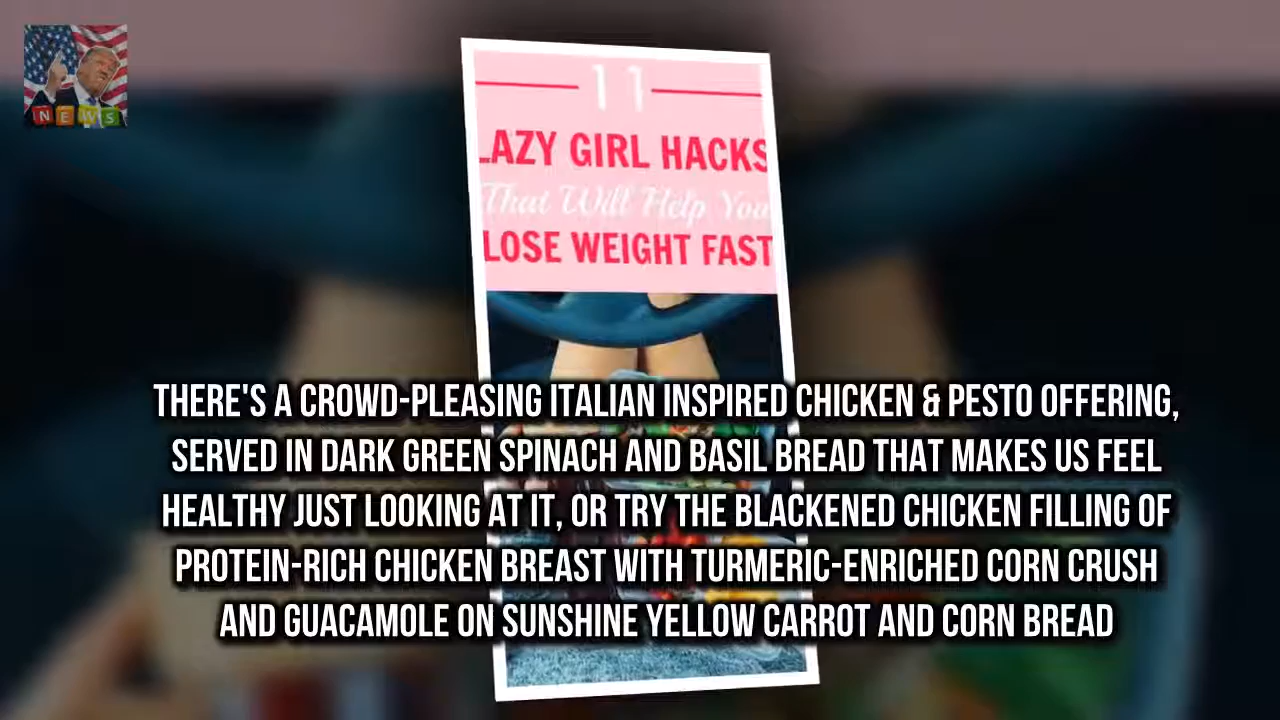 NEWS
11
LAZY GIRL HACKS
That Will Help You
LOSE WEIGHT FAST
THERE'S A CROWD-PLEASING ITALIAN INSPIRED CHICKEN & PESTO OFFERING,
SERVED IN DARK GREEN SPINACH AND BASIL BREAD THAT MAKES US FEEL
HEALTHY JUST LOOKING AT IT, OR TRY THE BLACKENED CHICKEN FILLING OF
PROTEIN-RICH CHICKEN BREAST WITH TURMERIC-ENRICHED CORN CRUSH
AND GUACAMOLE ON SUNSHINE YELLOW CARROT AND CORN BREAD